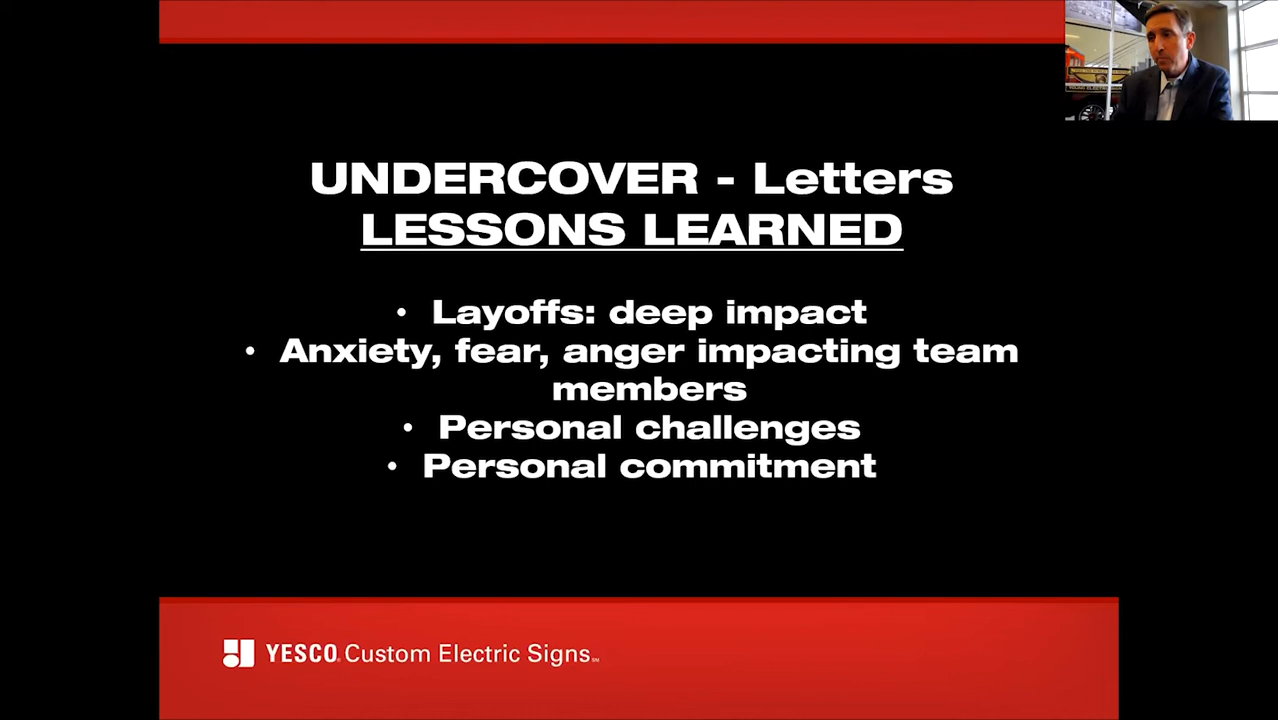 UNDERCOVER - Letters
LESSONS LEARNED
• Layoffs: deep impact
• Anxiety, fear, anger impacting team
members
• Personal challenges
• Personal commitment
YESCO® Custom Electric Signs℠